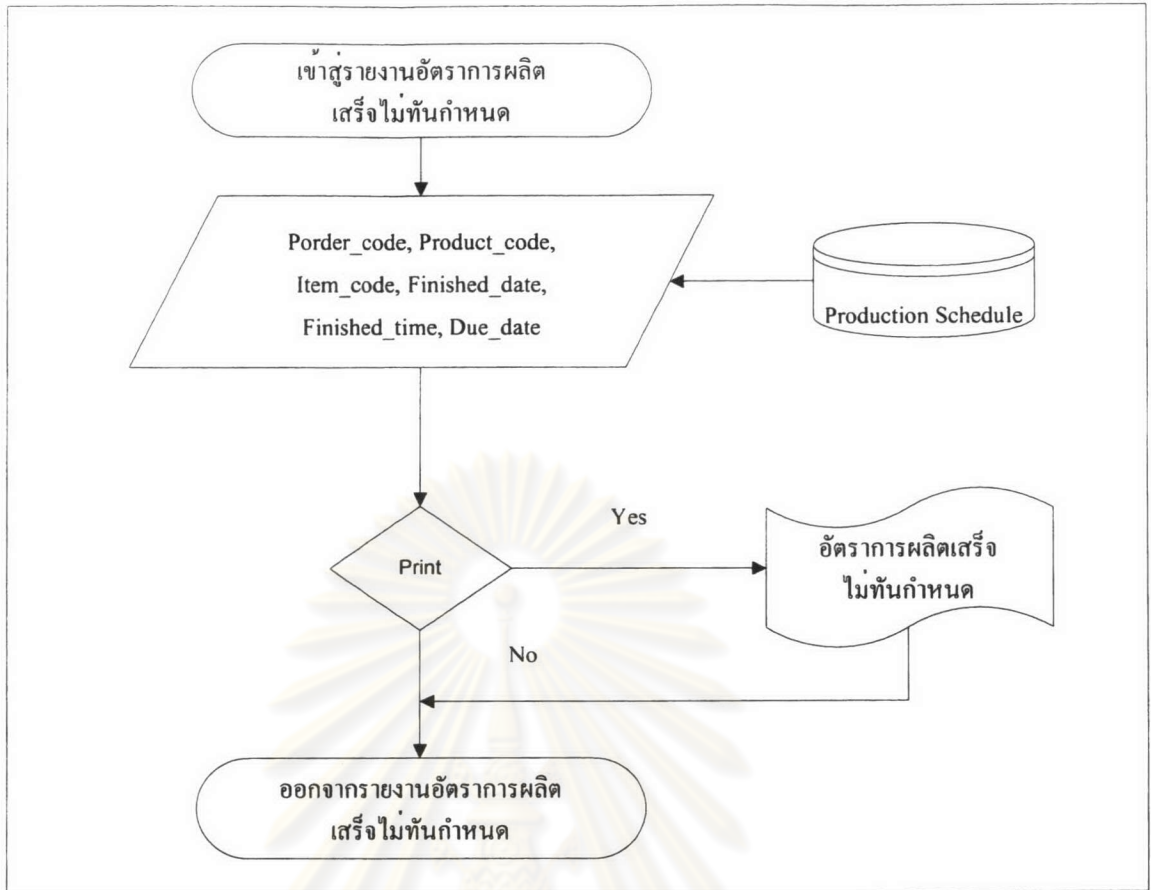 เข้าสู่รายงานอัตราการผลิต
เสร็จไม่ทันกำหนด
Porder_code, Product_code,
Item_code, Finished_date,
Finished_time, Due_date
Production Schedule
Print
Yes
อัตราการผลิตเสร็จ
ไม่ทันกำหนด
No
ออกจากรายงานอัตราการผลิต
เสร็จไม่ทันกำหนด